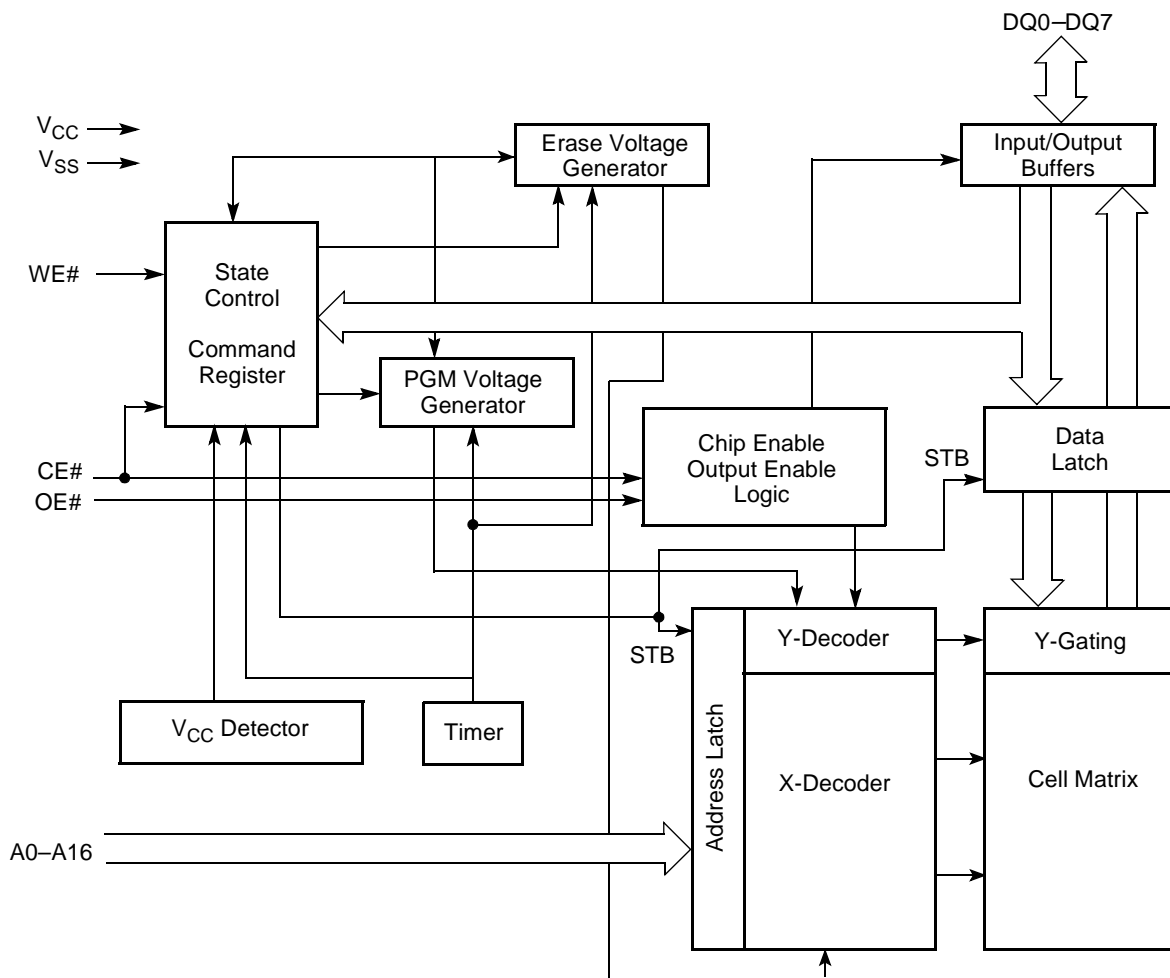 DQ0–DQ7
VCC
VSS
Erase Voltage
Generator
Input/Output
Buffers
WE#
State
Control
Command
Register
PGM Voltage
Generator
CE#
OE#
Chip Enable
Output Enable
Logic
STB
Data
Latch
STB
Y-Decoder
Y-Gating
VCC Detector
Timer
Address Latch
X-Decoder
Cell Matrix
A0–A16